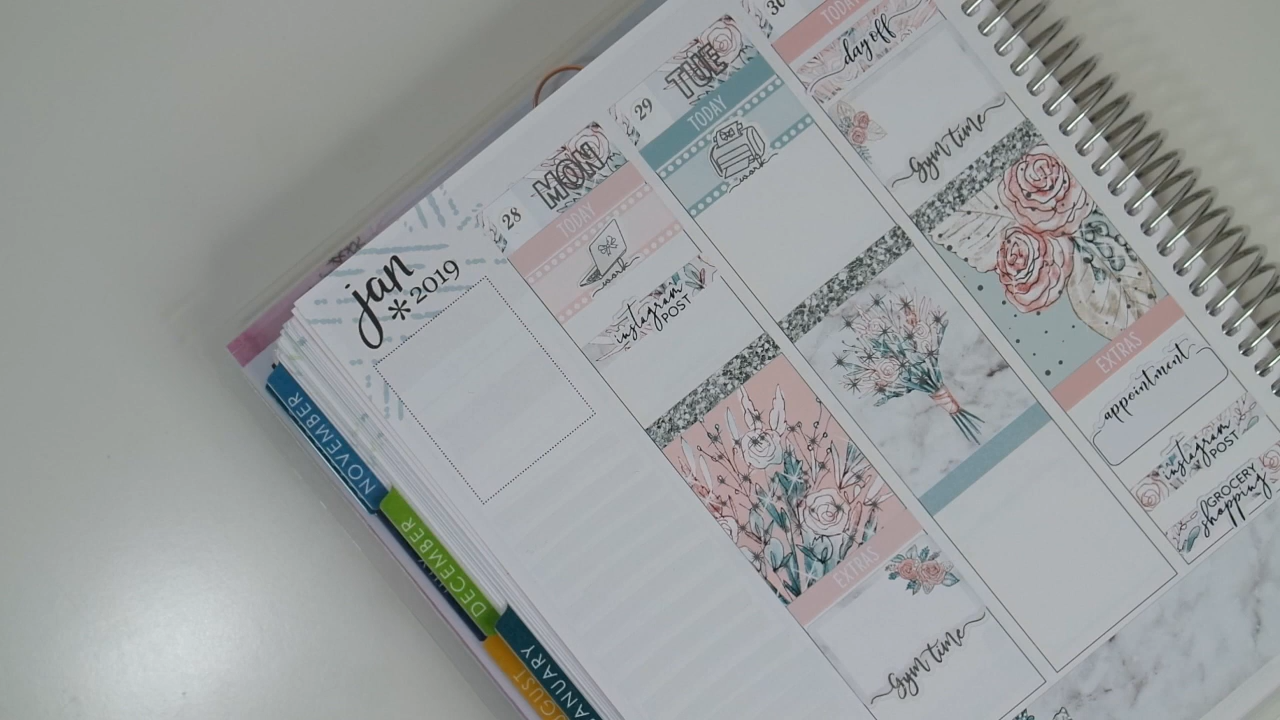 jan
*2019
28
MON
TODAY
work
instagram
POST
EXTRAS
Gym time
29
TUE
TODAY
work
30
TODAY
day off
Gym time
EXTRAS
appointment
instagram
POST
GROCERY
shopping
NOVEMBER
DECEMBER
JANUARY